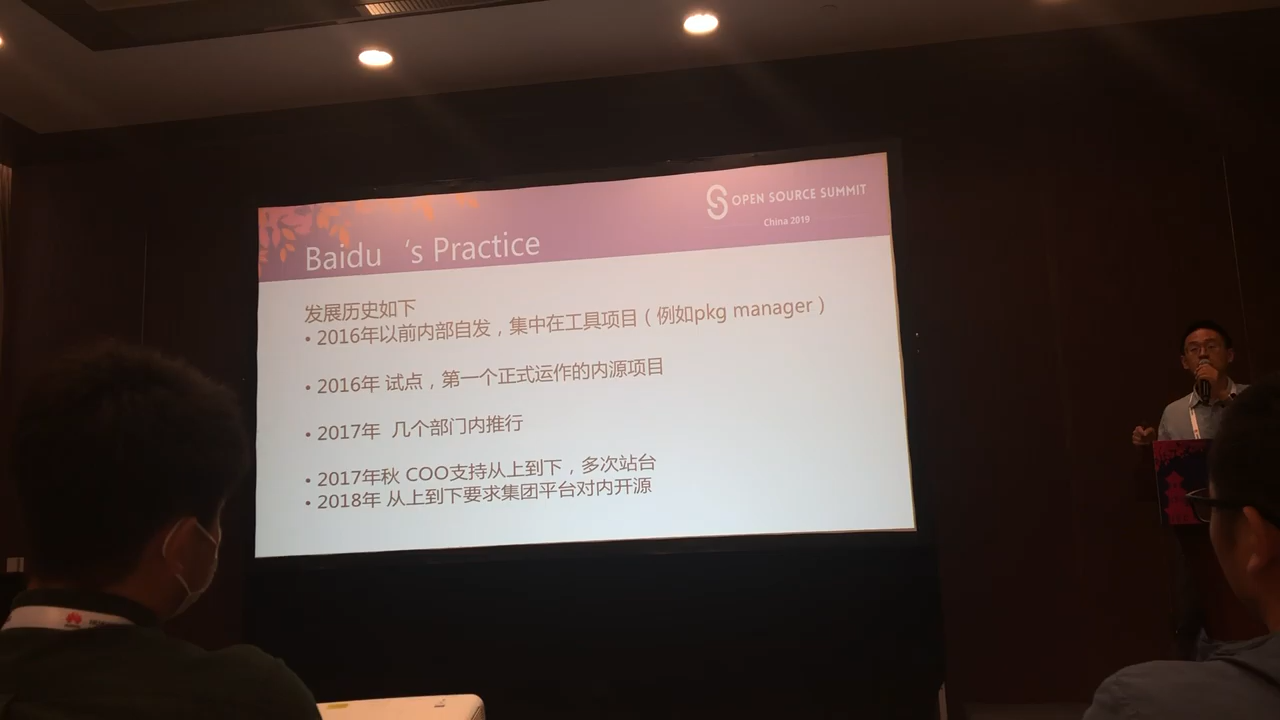 OPEN SOURCE SUMMIT
China 2019
Baidu ‘s Practice
发展历史如下
• 2016年以前内部自发，集中在工具项目（例如pkg manager）
• 2016年 试点，第一个正式运作的内源项目
• 2017年 几个部门内推行
• 2017年秋 COO支持从上到下，多次站台
• 2018年 从上到下要求集团平台对内开源